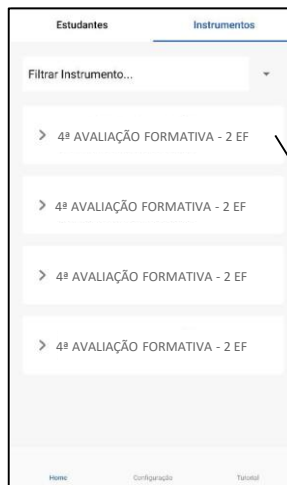 Estudantes Instrumentos
Filtrar Instrumento...
4ª AVALIAÇÃO FORMATIVA - 2 EF
4ª AVALIAÇÃO FORMATIVA - 2 EF
4ª AVALIAÇÃO FORMATIVA - 2 EF
4ª AVALIAÇÃO FORMATIVA - 2 EF
Home Configuração Tutorial